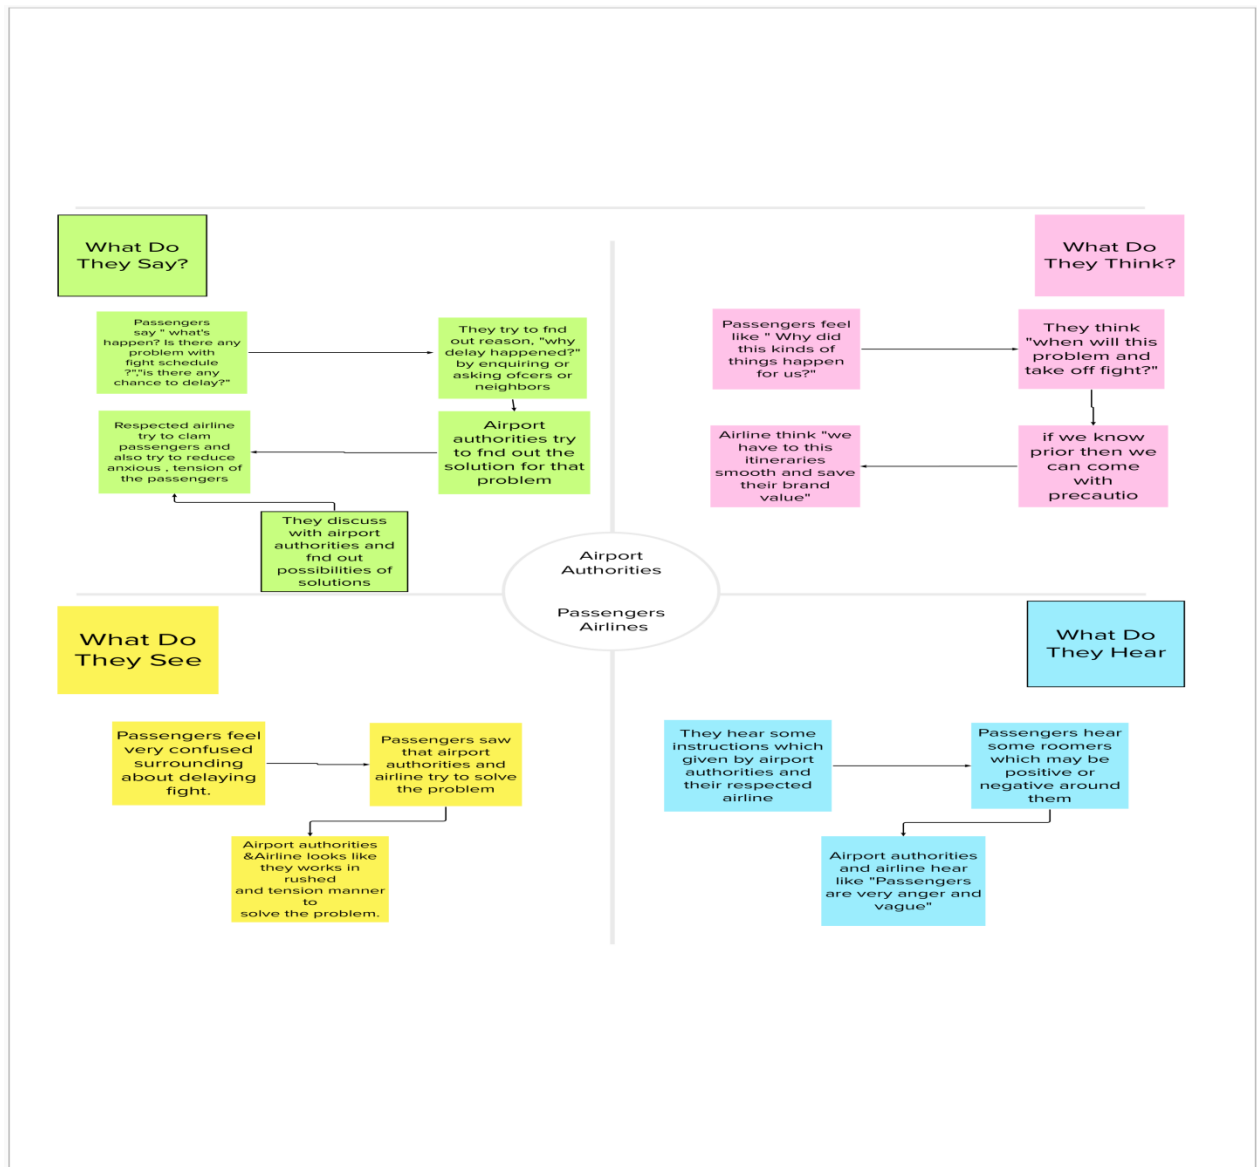 What Do
They Say?
Passengers
say " what's
happen? Is there any
problem with
fight schedule
?","is there any
chance to delay?"
They try to fnd
out reason, "why
delay happened?"
by enquiring or
asking ofcers or
neighbors
Respected airline
try to clam
passengers and
also try to reduce
anxious , tension of
the passengers
Airport
authorities try
to fnd out the
solution for that
problem
They discuss
with airport
authorities and
fnd out
possibilities of
solutions
What Do
They Think?
Passengers feel
like " Why did
this kinds of
things happen
for us?"
They think
"when will this
problem and
take off fight?"
Airline think "we
have to this
itineraries
smooth and save
their brand
value"
if we know
prior then we
can come
with
precautio
Airport
Authorities
Passengers
Airlines
What Do
They See
Passengers feel
very confused
surrounding
about delaying
fight.
Passengers saw
that airport
authorities and
airline try to solve
the problem
Airport authorities
&Airline looks like
they works in
rushed
and tension manner
to
solve the problem.
What Do
They Hear
They hear some
instructions which
given by airport
authorities and
their respected
airline
Passengers hear
some roomers
which may be
positive or
negative around
them
Airport authorities
and airline hear
like "Passengers
are very anger and
vague"